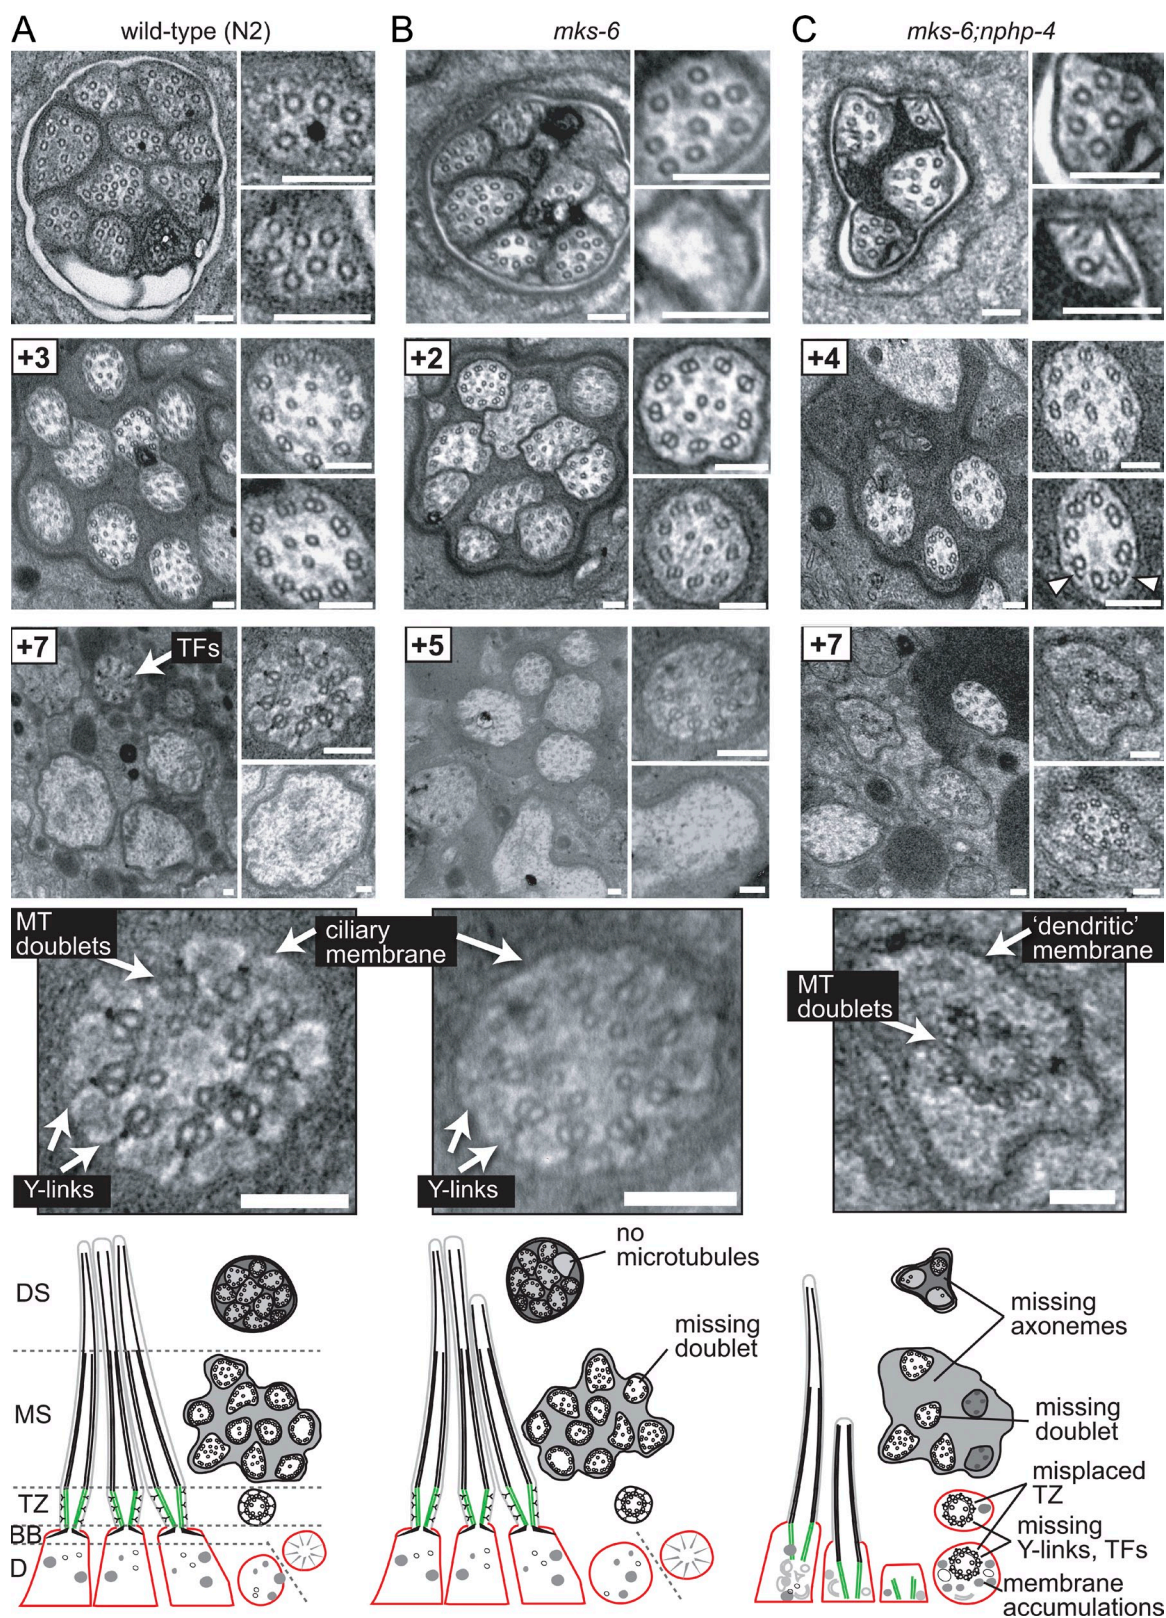 A
wild-type (N2)
B
mks-6
C
mks-6;nphp-4
+3
+2
+4
+7
TFs
+5
+7
MT
doublets
ciliary
membrane
'dendritic'
membrane
MT
doublets
Y-links
Y-links
no
microtubules
DS
missing
doublet
missing
axonemes
MS
missing
doublet
misplaced
TZ
TZ
missing
Y-links, TFs
BB
D
membrane
accumulations